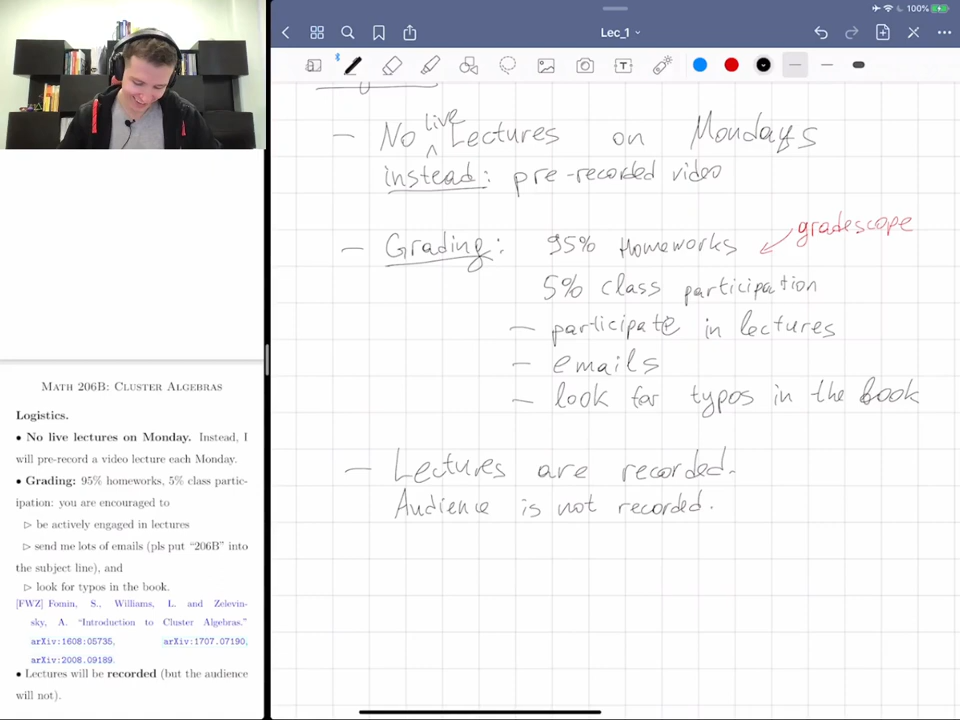 100%
Lec_1
No live Lectures on Mondays
instead: pre-recorded video
Grading: 95% Homeworks
gradescope
5% class participation
– participate in lectures
– emails
– look for typos in the book
– Lectures are recorded.
Audience is not recorded.
MATH 206B: CLUSTER ALGEBRAS
Logistics.
• No live lectures on Monday. Instead, I
will pre-record a video lecture each Monday.
• Grading: 95% homeworks, 5% class partic-
ipation: you are encouraged to
▷ be actively engaged in lectures
▷ send me lots of emails (pls put “206B” into
the subject line), and
▷ look for typos in the book.
[FWZ] Fomin, S., Williams, L. and Zelevin-
sky, A. “Introduction to Cluster Algebras.”
arXiv:1608:05735, arXiv:1707.07190,
arXiv:2008.09189.
• Lectures will be recorded (but the audience
will not).